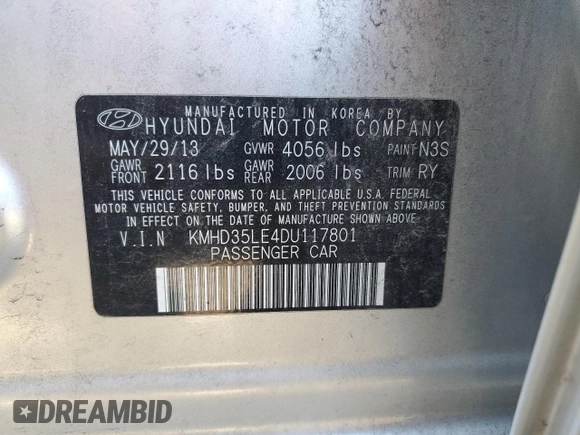 MANUFACTURED IN KOREA BY
HYUNDAI MOTOR COMPANY
MAY/29/13 GVWR 4056 lbs PAINT N3S
GAWR FRONT 2116 lbs GAWR REAR 2006 lbs TRIM RY
THIS VEHICLE CONFORMS TO ALL APPLICABLE U.S.A. FEDERAL
MOTOR VEHICLE SAFETY, BUMPER, AND THEFT PREVENTION STANDARDS
IN EFFECT ON THE DATE OF MANUFACTURE SHOWN ABOVE.
V.I.N KMHD35LE4DU117801
PASSENGER CAR
DREAMBID